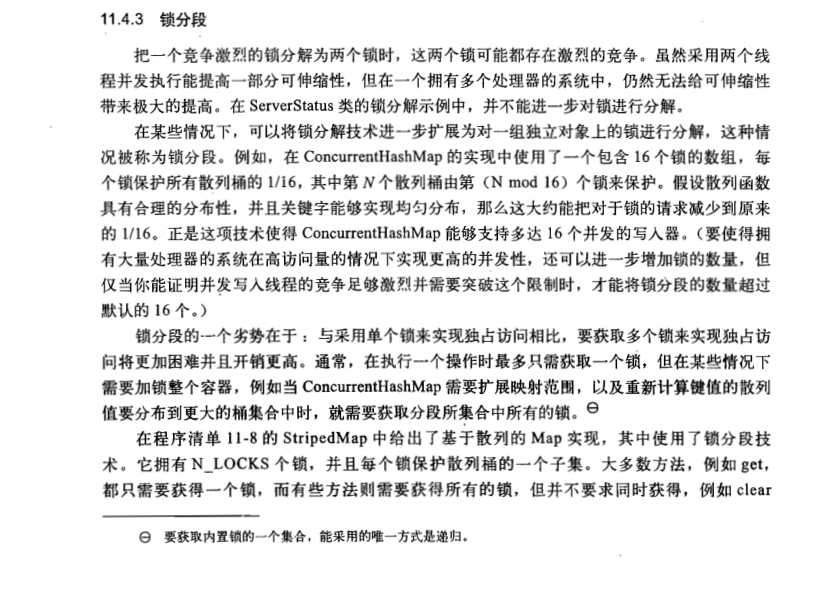 11.4.3 锁分段
把一个竞争激烈的锁分解为两个锁时，这两个锁可能都存在激烈的竞争。虽然采用两个线
程并发执行能提高一部分可伸缩性，但在一个拥有多个处理器的系统中，仍然无法给可伸缩性
带来极大的提高。在 ServerStatus 类的锁分解示例中，并不能进一步对锁进行分解。
在某些情况下，可以将锁分解技术进一步扩展为对一组独立对象上的锁进行分解，这种情
况被称为锁分段。例如，在 ConcurrentHashMap 的实现中使用了一个包含 16 个锁的数组，每
个锁保护所有散列桶的 1/16，其中第 N 个散列桶由第（N mod 16）个锁来保护。假设散列函数
具有合理的分布性，并且关键字能够实现均匀分布，那么这大约能把对于锁的请求减少到原来
的 1/16。正是这项技术使得 ConcurrentHashMap 能够支持多达 16 个并发的写入器。（要使得拥
有大量处理器的系统在高访问量的情况下实现更高的并发性，还可以进一步增加锁的数量，但
仅当你能证明并发写入线程的竞争足够激烈并需要突破这个限制时，才能将锁分段的数量超过
默认的 16 个。）
锁分段的一个劣势在于：与采用单个锁来实现独占访问相比，要获取多个锁来实现独占访
问将更加困难并且开销更高。通常，在执行一个操作时最多只需获取一个锁，但在某些情况下
需要加锁整个容器，例如当 ConcurrentHashMap 需要扩展映射范围，以及重新计算键值的散列
值要分布到更大的桶集合中时，就需要获取分段所集合中所有的锁。㊀
在程序清单 11-8 的 StripedMap 中给出了基于散列的 Map 实现，其中使用了锁分段技
术。它拥有 N_LOCKS 个锁，并且每个锁保护散列桶的一个子集。大多数方法，例如 get，
都只需要获得一个锁，而有些方法则需要获得所有的锁，但并不要求同时获得，例如 clear
㊀ 要获取内置锁的一个集合，能采用的唯一方式是递归。